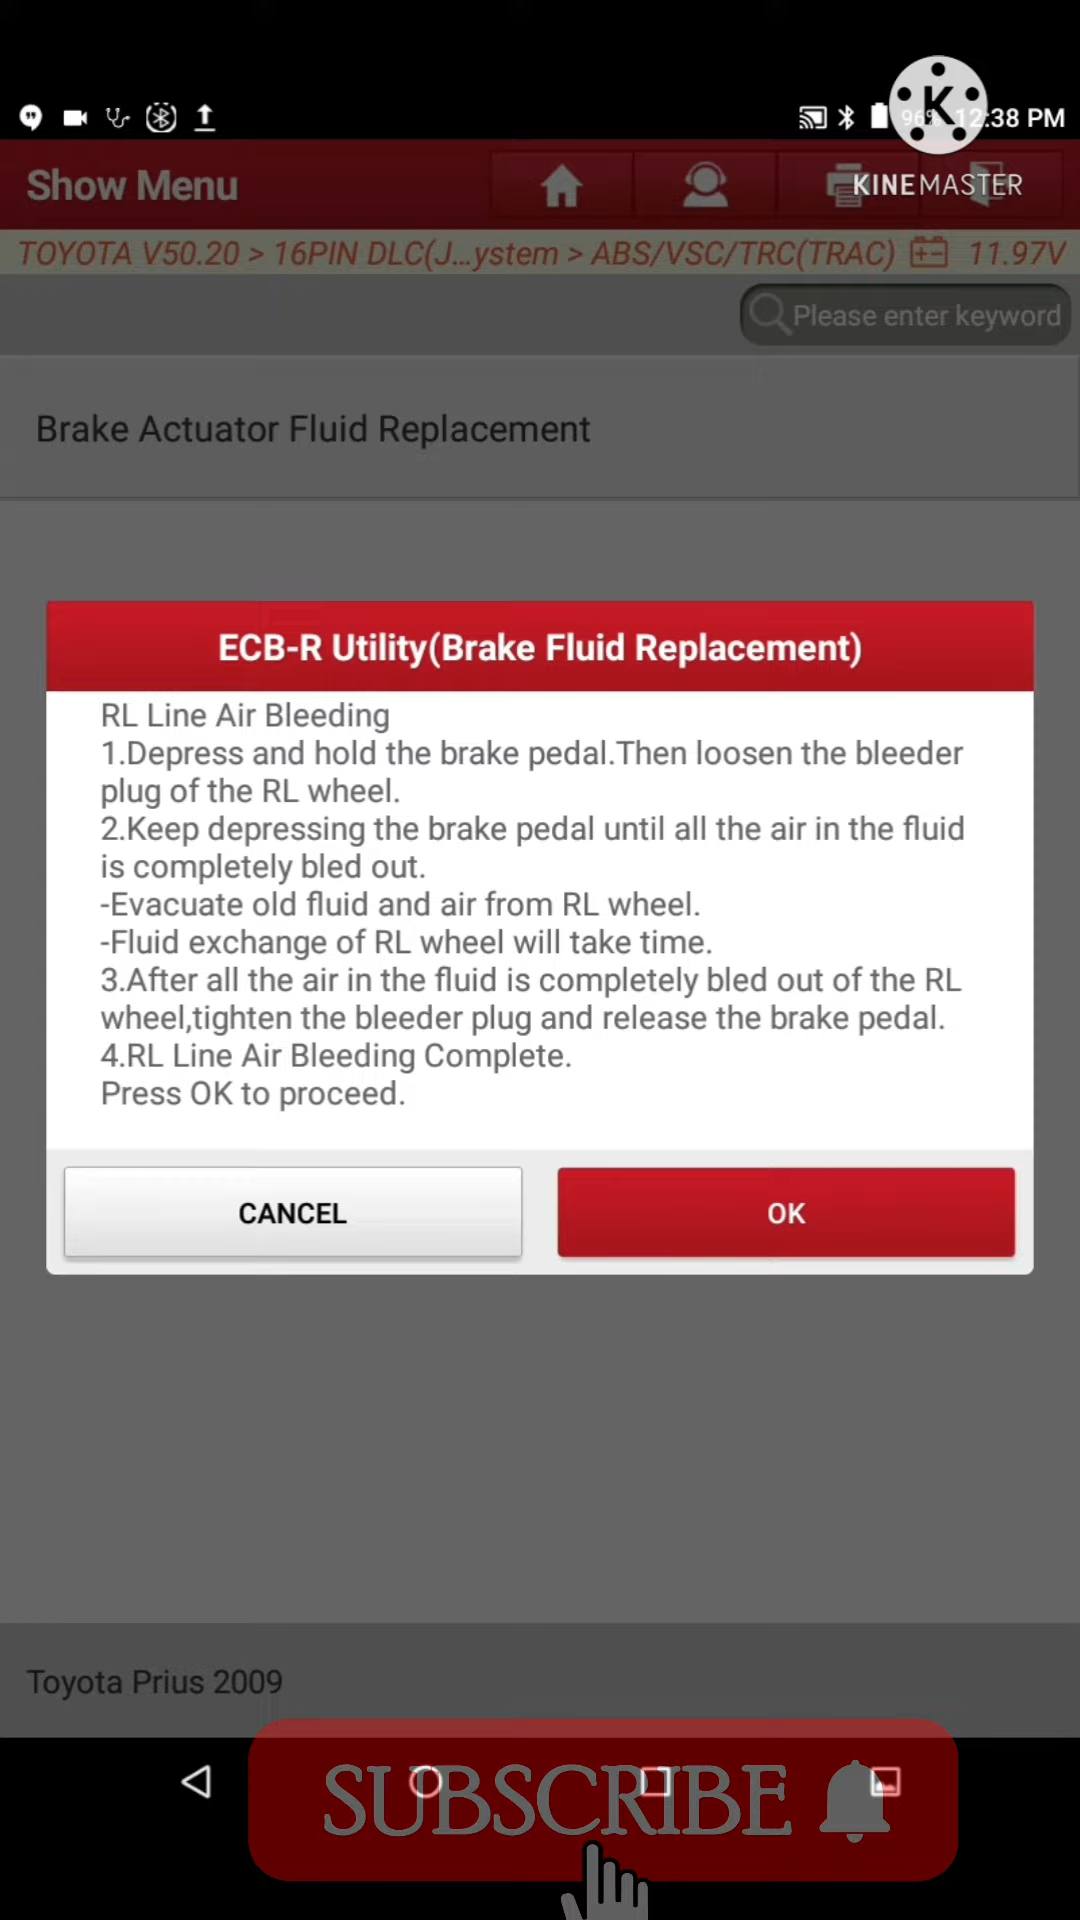 96% 12:38 PM
KINEMASTER
Show Menu
TOYOTA V50.20 > 16PIN DLC(J...ystem > ABS/VSC/TRC(TRAC) 11.97V
Please enter keyword
Brake Actuator Fluid Replacement
ECB-R Utility(Brake Fluid Replacement)
RL Line Air Bleeding
1.Depress and hold the brake pedal.Then loosen the bleeder
plug of the RL wheel.
2.Keep depressing the brake pedal until all the air in the fluid
is completely bled out.
-Evacuate old fluid and air from RL wheel.
-Fluid exchange of RL wheel will take time.
3.After all the air in the fluid is completely bled out of the RL
wheel,tighten the bleeder plug and release the brake pedal.
4.RL Line Air Bleeding Complete.
Press OK to proceed.
CANCEL OK
Toyota Prius 2009
SUBSCRIBE